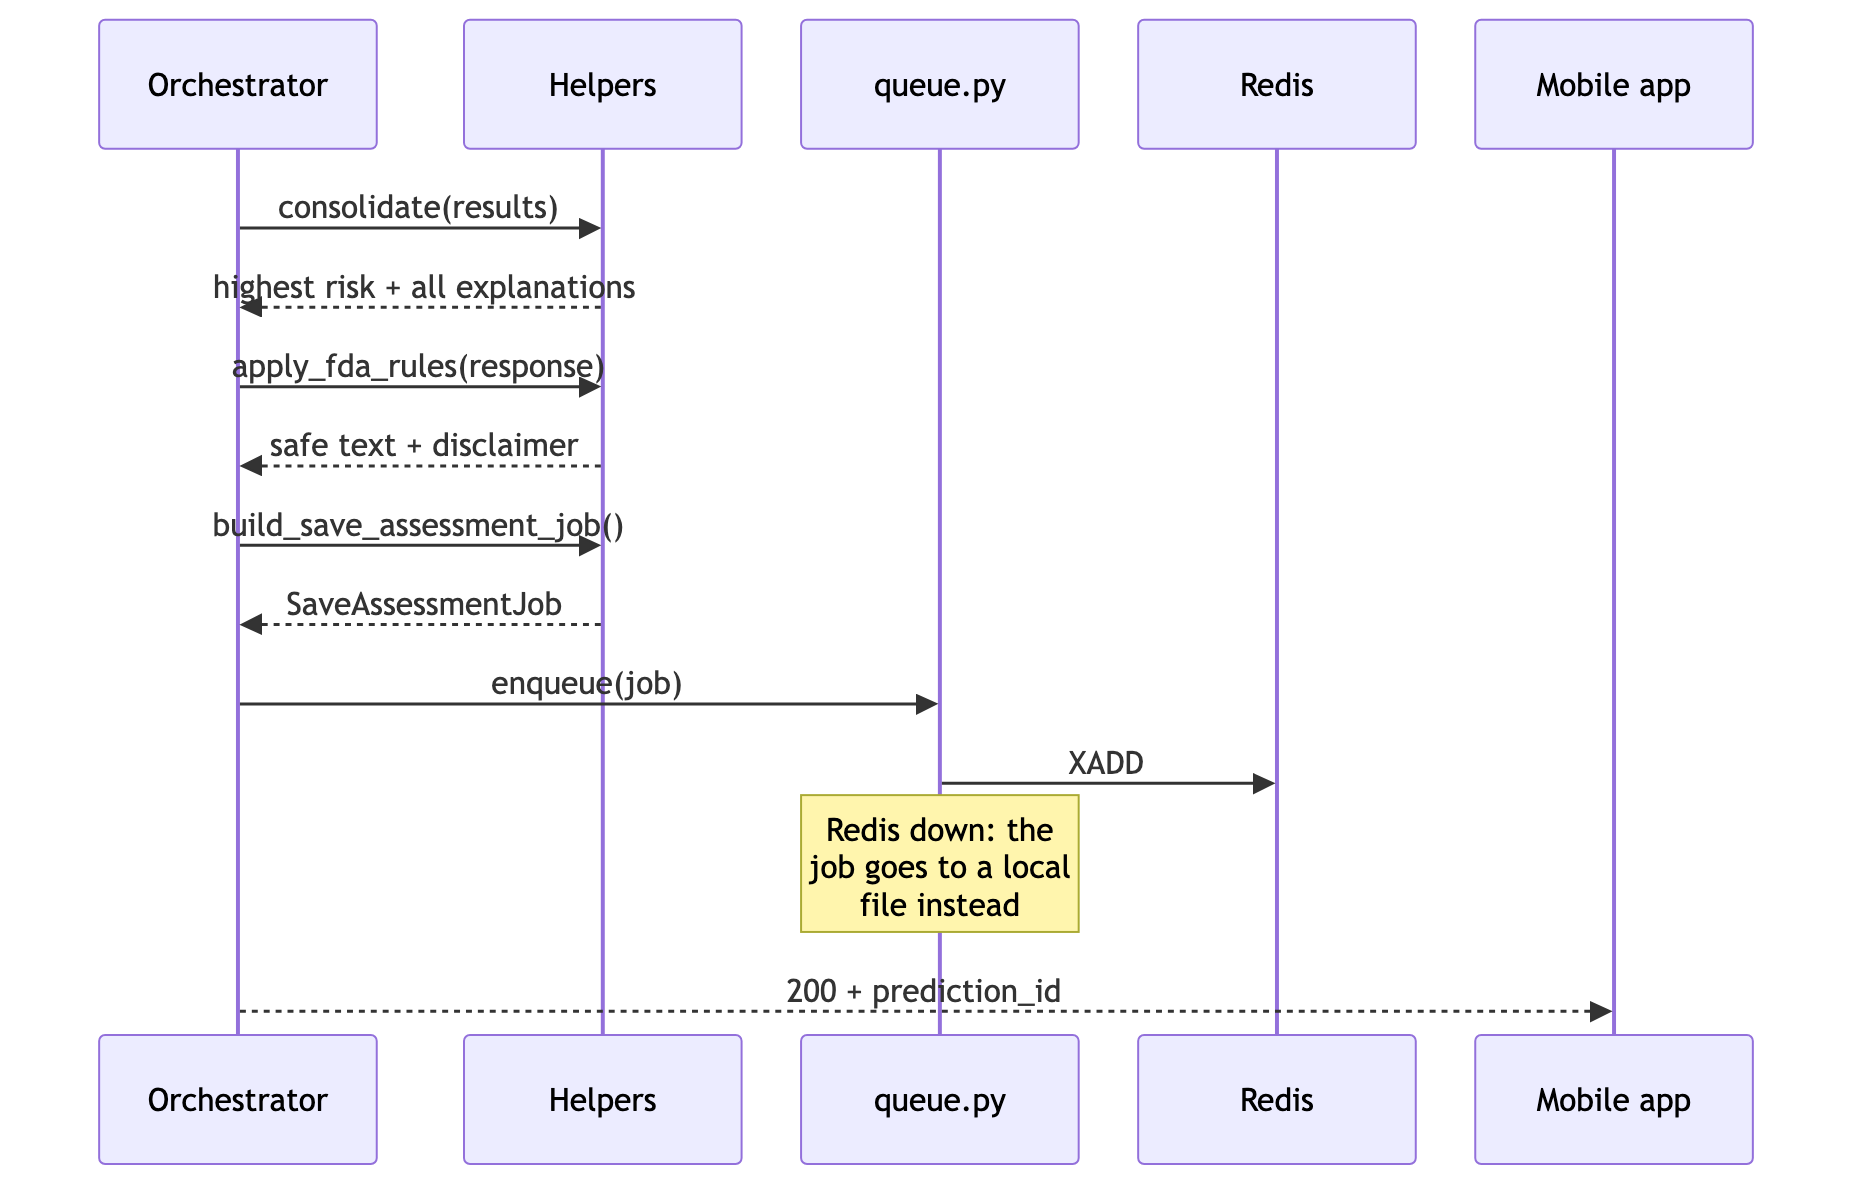 Orchestrator
Helpers
queue.py
Redis
Mobile app
consolidate(results)
highest risk + all explanations
apply_fda_rules(response)
safe text + disclaimer
build_save_assessment_job()
SaveAssessmentJob
enqueue(job)
XADD
Redis down: the
job goes to a local
file instead
200 + prediction_id
Orchestrator
Helpers
queue.py
Redis
Mobile app